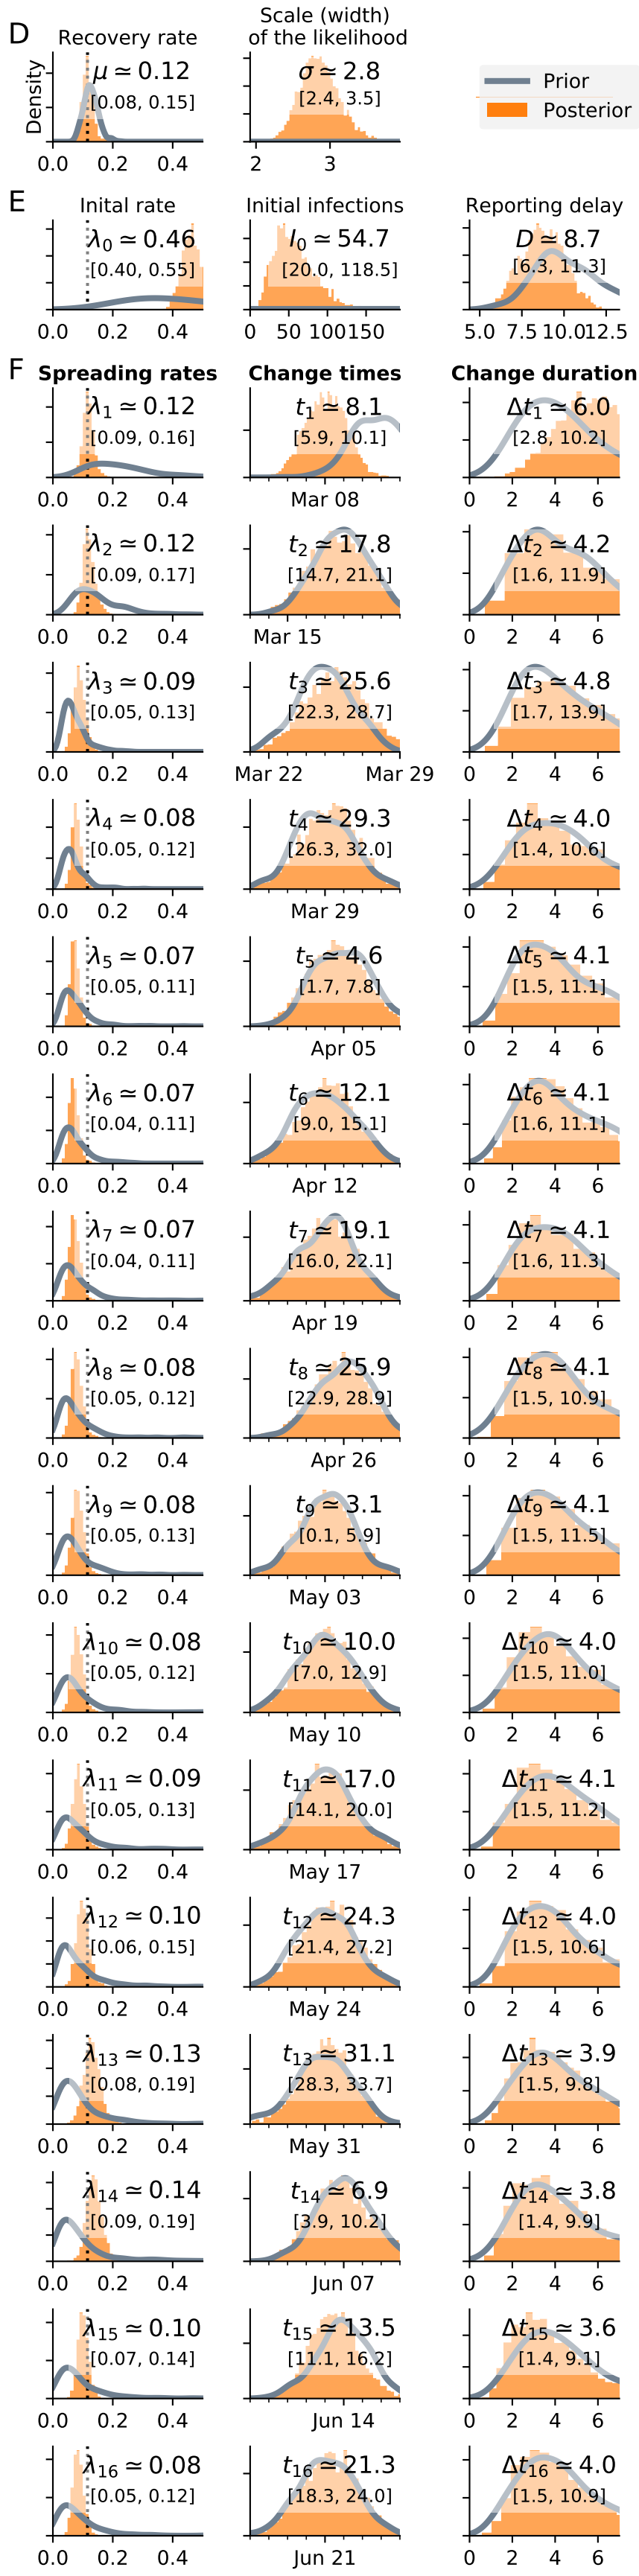 D
Recovery rate
Scale (width)
of the likelihood
Density
μ ≃ 0.12
[0.08, 0.15]
σ ≃ 2.8
[2.4, 3.5]
Prior
Posterior
0.0 0.2 0.4
2 3
E
Inital rate
Initial infections
Reporting delay
λ0 ≃ 0.46
[0.40, 0.55]
I0 ≃ 54.7
[20.0, 118.5]
D ≃ 8.7
[6.3, 11.3]
0.0 0.2 0.4
0 50 100 150
5.0 7.5 10.0 12.5
F
Spreading rates
Change times
Change duration
λ1 ≃ 0.12
[0.09, 0.16]
t1 ≃ 8.1
[5.9, 10.1]
Δt1 ≃ 6.0
[2.8, 10.2]
0.0 0.2 0.4
Mar 08
0 2 4 6
λ2 ≃ 0.12
[0.09, 0.17]
t2 ≃ 17.8
[14.7, 21.1]
Δt2 ≃ 4.2
[1.6, 11.9]
0.0 0.2 0.4
Mar 15
0 2 4 6
λ3 ≃ 0.09
[0.05, 0.13]
t3 ≃ 25.6
[22.3, 28.7]
Δt3 ≃ 4.8
[1.7, 13.9]
0.0 0.2 0.4
Mar 22 Mar 29
0 2 4 6
λ4 ≃ 0.08
[0.05, 0.12]
t4 ≃ 29.3
[26.3, 32.0]
Δt4 ≃ 4.0
[1.4, 10.6]
0.0 0.2 0.4
Mar 29
0 2 4 6
λ5 ≃ 0.07
[0.05, 0.11]
t5 ≃ 4.6
[1.7, 7.8]
Δt5 ≃ 4.1
[1.5, 11.1]
0.0 0.2 0.4
Apr 05
0 2 4 6
λ6 ≃ 0.07
[0.04, 0.11]
t6 ≃ 12.1
[9.0, 15.1]
Δt6 ≃ 4.1
[1.6, 11.1]
0.0 0.2 0.4
Apr 12
0 2 4 6
λ7 ≃ 0.07
[0.04, 0.11]
t7 ≃ 19.1
[16.0, 22.1]
Δt7 ≃ 4.1
[1.6, 11.3]
0.0 0.2 0.4
Apr 19
0 2 4 6
λ8 ≃ 0.08
[0.05, 0.12]
t8 ≃ 25.9
[22.9, 28.9]
Δt8 ≃ 4.1
[1.5, 10.9]
0.0 0.2 0.4
Apr 26
0 2 4 6
λ9 ≃ 0.08
[0.05, 0.13]
t9 ≃ 3.1
[0.1, 5.9]
Δt9 ≃ 4.1
[1.5, 11.5]
0.0 0.2 0.4
May 03
0 2 4 6
λ10 ≃ 0.08
[0.05, 0.12]
t10 ≃ 10.0
[7.0, 12.9]
Δt10 ≃ 4.0
[1.5, 11.0]
0.0 0.2 0.4
May 10
0 2 4 6
λ11 ≃ 0.09
[0.05, 0.13]
t11 ≃ 17.0
[14.1, 20.0]
Δt11 ≃ 4.1
[1.5, 11.2]
0.0 0.2 0.4
May 17
0 2 4 6
λ12 ≃ 0.10
[0.06, 0.15]
t12 ≃ 24.3
[21.4, 27.2]
Δt12 ≃ 4.0
[1.5, 10.6]
0.0 0.2 0.4
May 24
0 2 4 6
λ13 ≃ 0.13
[0.08, 0.19]
t13 ≃ 31.1
[28.3, 33.7]
Δt13 ≃ 3.9
[1.5, 9.8]
0.0 0.2 0.4
May 31
0 2 4 6
λ14 ≃ 0.14
[0.09, 0.19]
t14 ≃ 6.9
[3.9, 10.2]
Δt14 ≃ 3.8
[1.4, 9.9]
0.0 0.2 0.4
Jun 07
0 2 4 6
λ15 ≃ 0.10
[0.07, 0.14]
t15 ≃ 13.5
[11.1, 16.2]
Δt15 ≃ 3.6
[1.4, 9.1]
0.0 0.2 0.4
Jun 14
0 2 4 6
λ16 ≃ 0.08
[0.05, 0.12]
t16 ≃ 21.3
[18.3, 24.0]
Δt16 ≃ 4.0
[1.5, 10.9]
0.0 0.2 0.4
Jun 21
0 2 4 6